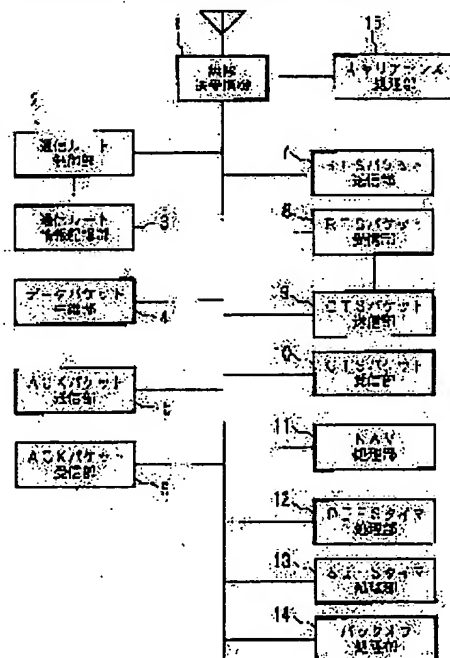 1
15
無線
送受信部
キャリアセンス
処理部
2
通信ルート
制御部
7
RTSパケット
送信部
通信ルート
情報記憶部
3
8
RTSパケット
受信部
データパケット
4
9
CTSパケット
送信部
ACKパケット
送信部
5
10
CTSパケット
受信部
ACKパケット
受信部
6
11
NAV
処理部
12
DIFSタイマ
処理部
13
SIFSタイマ
処理部
14
バックオフ
処理部